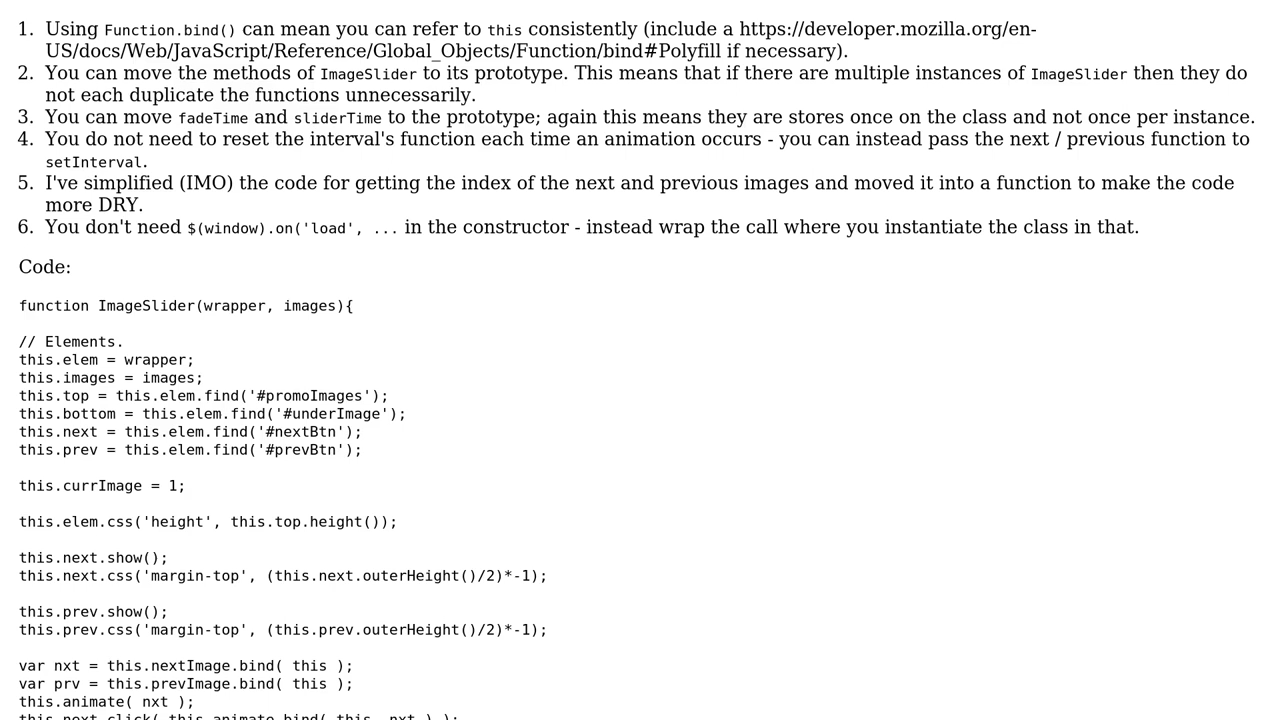 1. Using Function.bind() can mean you can refer to this consistently (include a https://developer.mozilla.org/en-
US/docs/Web/JavaScript/Reference/Global_Objects/Function/bind#Polyfill if necessary).
2. You can move the methods of ImageSlider to its prototype. This means that if there are multiple instances of ImageSlider then they do
not each duplicate the functions unnecessarily.
3. You can move fadeTime and sliderTime to the prototype; again this means they are stores once on the class and not once per instance.
4. You do not need to reset the interval's function each time an animation occurs - you can instead pass the next / previous function to
setInterval.
5. I've simplified (IMO) the code for getting the index of the next and previous images and moved it into a function to make the code
more DRY.
6. You don't need $(window).on('load', ... in the constructor - instead wrap the call where you instantiate the class in that.
Code:
function ImageSlider(wrapper, images){
// Elements.
this.elem = wrapper;
this.images = images;
this.top = this.elem.find('#promoImages');
this.bottom = this.elem.find('#underImage');
this.next = this.elem.find('#nextBtn');
this.prev = this.elem.find('#prevBtn');
this.currImage = 1;
this.elem.css('height', this.top.height());
this.next.show();
this.next.css('margin-top', (this.next.outerHeight()/2)*-1);
this.prev.show();
this.prev.css('margin-top', (this.prev.outerHeight()/2)*-1);
var nxt = this.nextImage.bind( this );
var prv = this.prevImage.bind( this );
this.animate( nxt );
this.next.click( this.animate.bind( this, nxt ) );